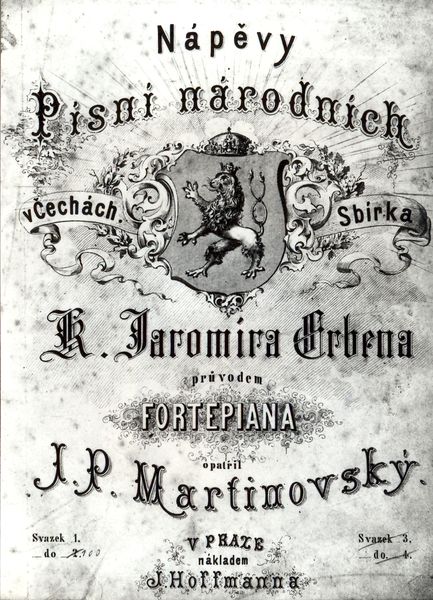 Nápěvy
Písní národních
v Čechách. Sbírka
K. Jaromíra Erbena
průvodem
FORTEPIANA
opatřil
J. P. Martinovský.
Svazek 1.
do 100
Svazek 3.
do 4.
V PRAZE
nákladem
J. Hoffmanna